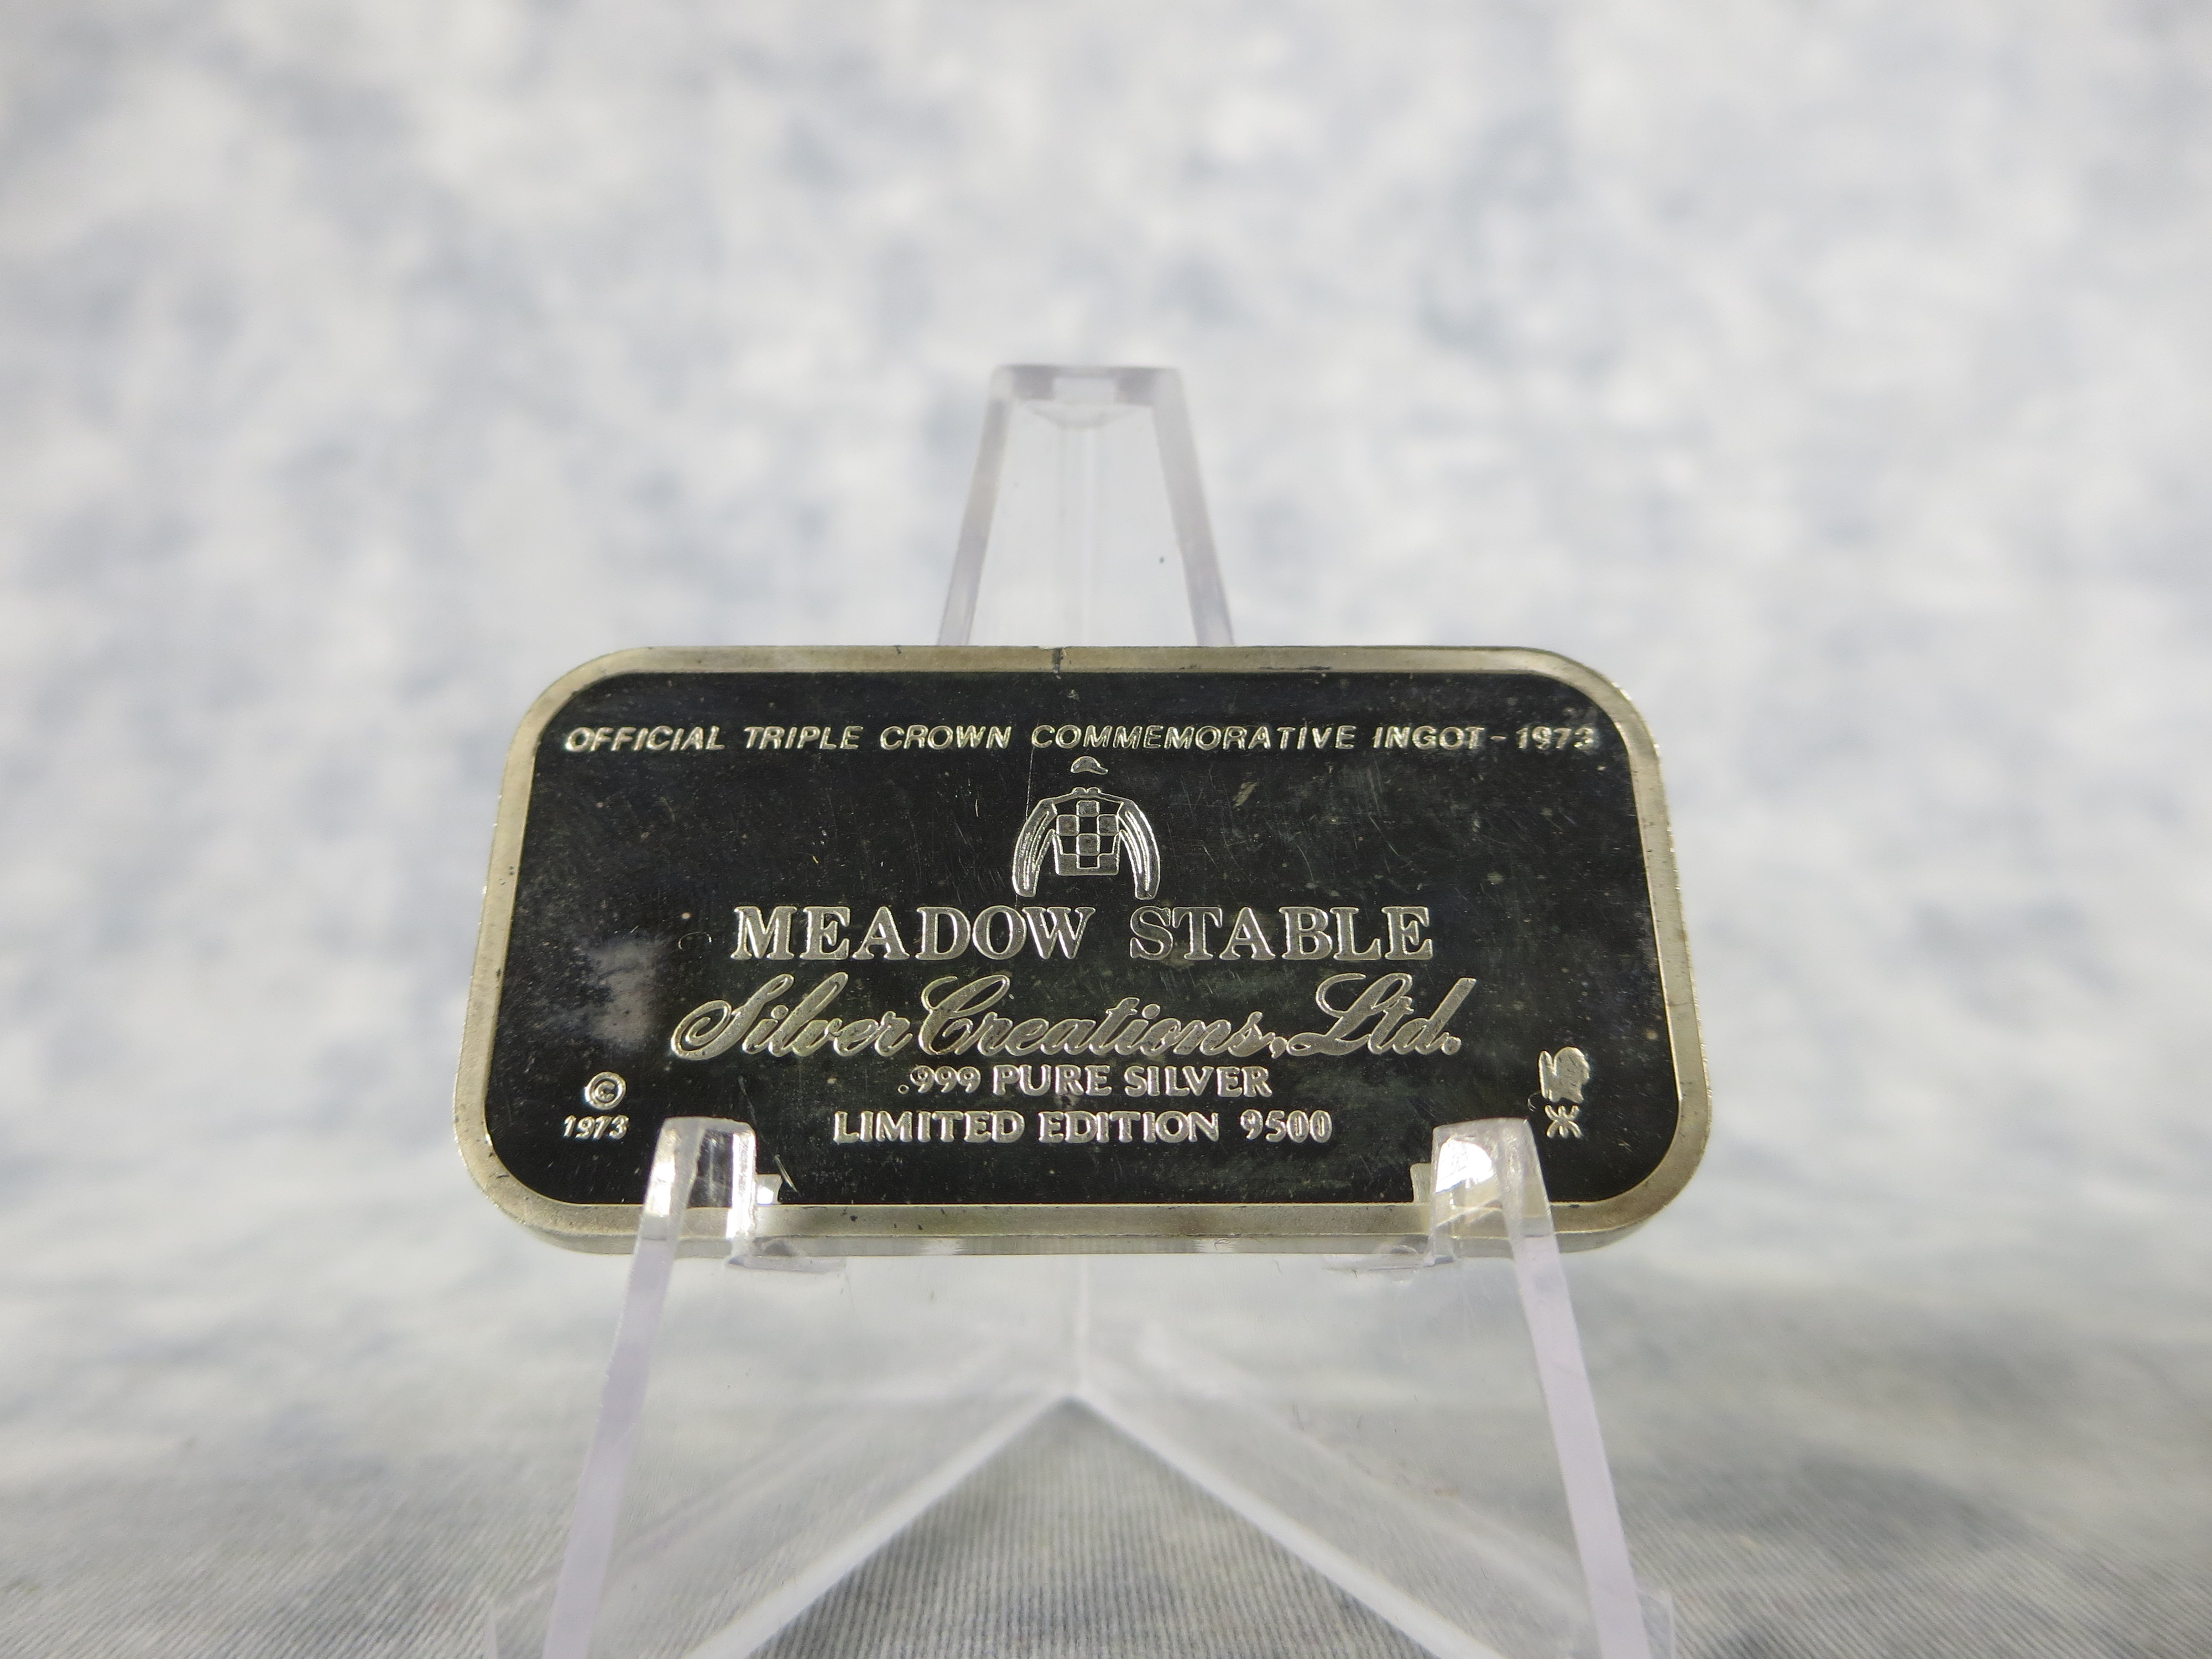 OFFICIAL TRIPLE CROWN COMMEMORATIVE INGOT - 1973
MEADOW STABLE
Silver Creations, Ltd.
.999 PURE SILVER
LIMITED EDITION 9500
©
1973